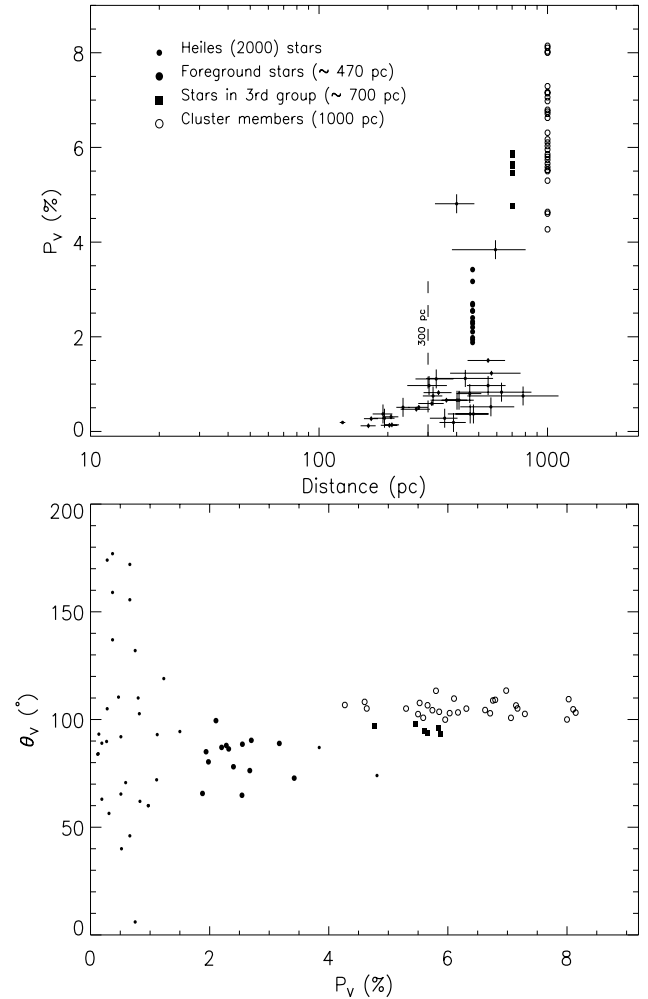 8
6
4
2
0
P_V (%)
Heiles (2000) stars
Foreground stars (~ 470 pc)
Stars in 3rd group (~ 700 pc)
Cluster members (1000 pc)
300 pc
10 100 1000
Distance (pc)
200
150
100
50
0
θ_V (°)
0 2 4 6 8
P_V (%)